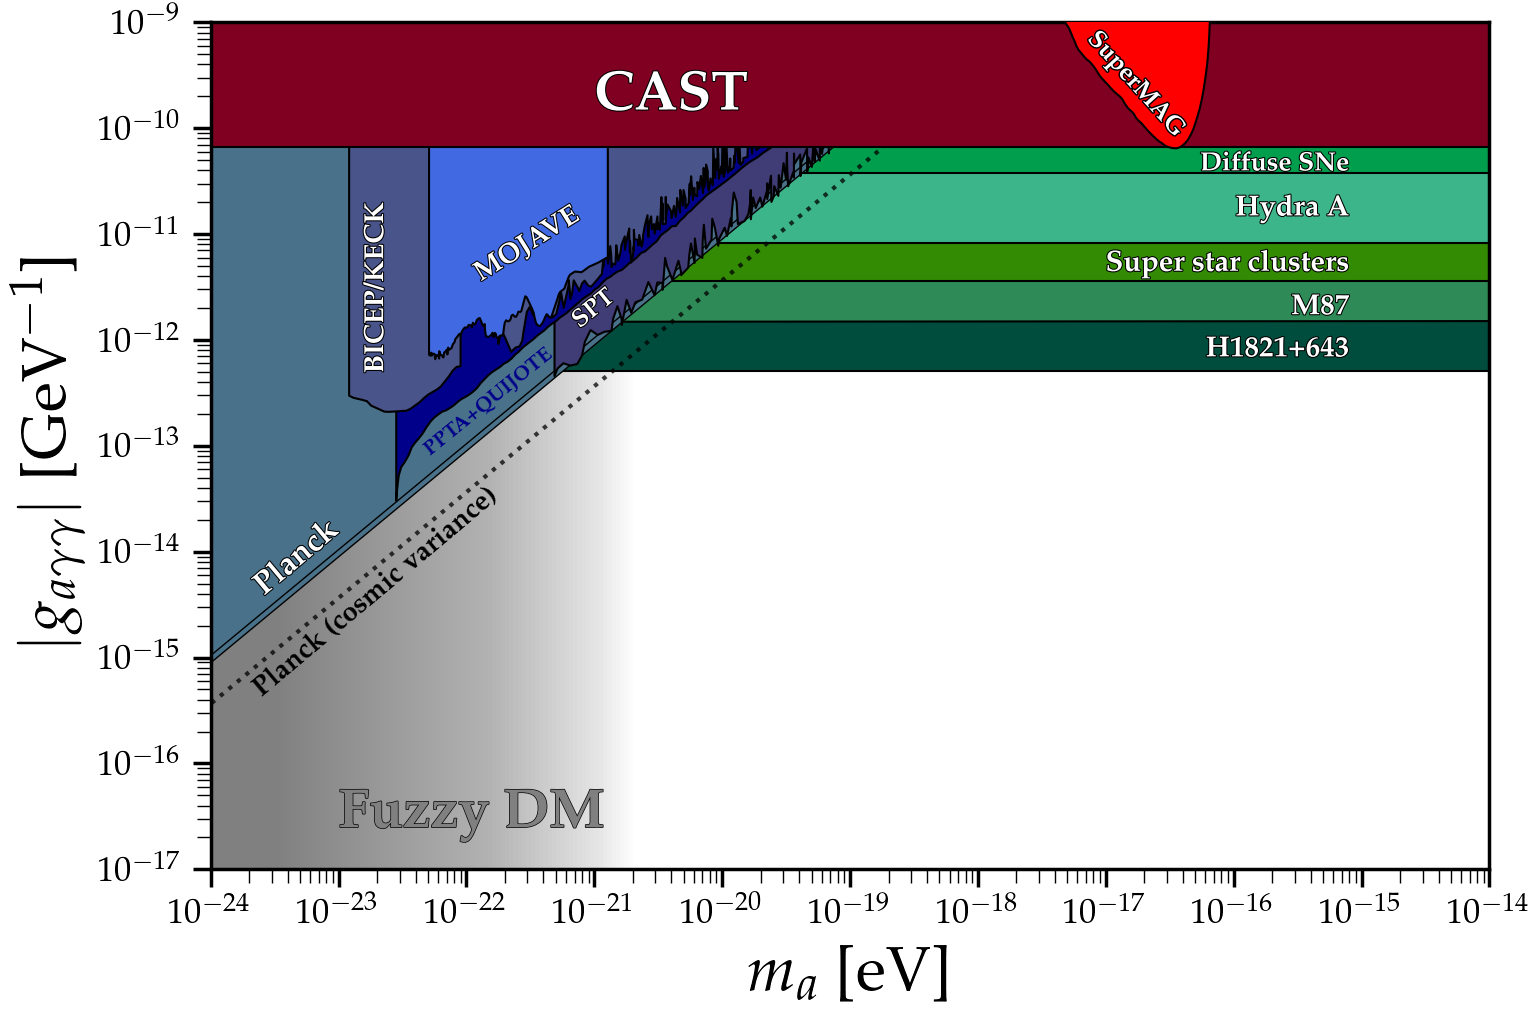 10⁻⁹
10⁻¹⁰
10⁻¹¹
10⁻¹²
10⁻¹³
10⁻¹⁴
10⁻¹⁵
10⁻¹⁶
10⁻¹⁷
|gₐᵧᵧ| [GeV⁻¹]
CAST
SuperMAG
Diffuse SNe
Hydra A
Super star clusters
M87
H1821+643
BICEP/KECK
MOJAVE
SPT
PPTA+QUIJOTE
Planck
Planck (cosmic variance)
Fuzzy DM
10⁻²⁴ 10⁻²³ 10⁻²² 10⁻²¹ 10⁻²⁰ 10⁻¹⁹ 10⁻¹⁸ 10⁻¹⁷ 10⁻¹⁶ 10⁻¹⁵ 10⁻¹⁴
mₐ [eV]